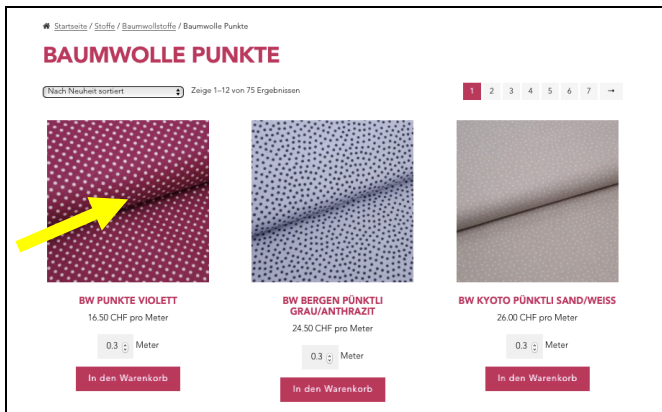 Startseite / Stoffe / Baumwollstoffe / Baumwolle Punkte
BAUMWOLLE PUNKTE
Nach Neuheit sortiert
Zeige 1–12 von 75 Ergebnissen
1 2 3 4 5 6 7 →
BW PUNKTE VIOLETT
16.50 CHF pro Meter
0.3 Meter
In den Warenkorb
BW BERGEN PÜNKTLI
GRAU/ANTHRAZIT
24.50 CHF pro Meter
0.3 Meter
In den Warenkorb
BW KYOTO PÜNKTLI SAND/WEISS
26.00 CHF pro Meter
0.3 Meter
In den Warenkorb